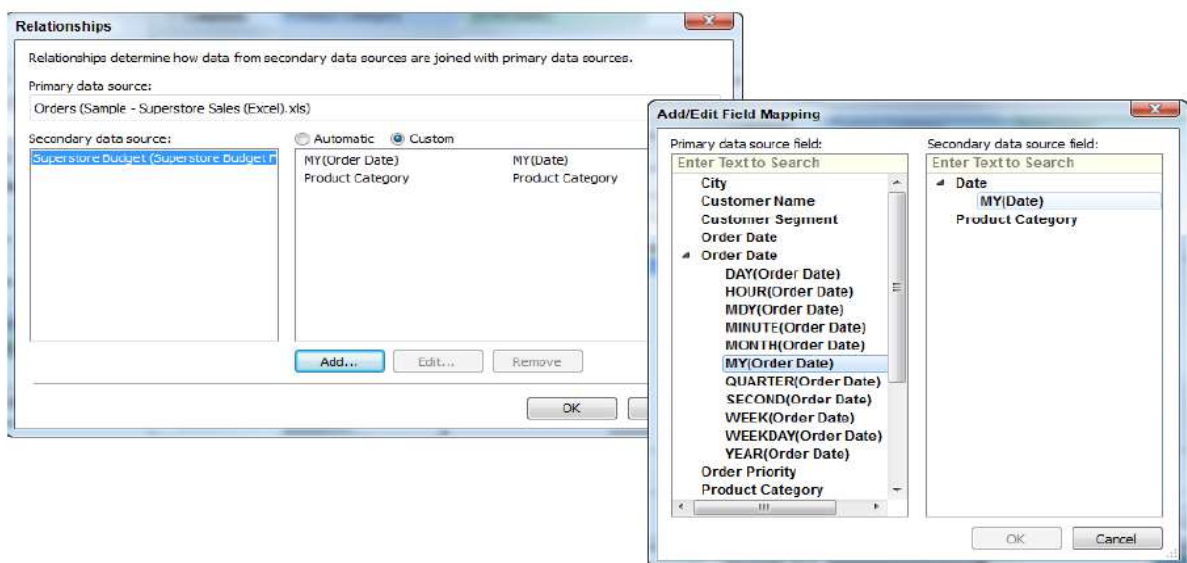 Relationships
Relationships determine how data from secondary data sources are joined with primary data sources.
Primary data source:
Orders (Sample - Superstore Sales (Excel).xls)
Secondary data source:
Automatic Custom
Superstore Budget (Superstore Budget
MY(Order Date) MY(Date)
Product Category Product Category
Add... Edit... Remove
OK
Add/Edit Field Mapping
Primary data source field:
Enter Text to Search
City
Customer Name
Customer Segment
Order Date
Order Date
DAY(Order Date)
HOUR(Order Date)
MDY(Order Date)
MINUTE(Order Date)
MONTH(Order Date)
MY(Order Date)
QUARTER(Order Date)
SECOND(Order Date)
WEEK(Order Date)
WEEKDAY(Order Date)
YEAR(Order Date)
Order Priority
Product Category
Secondary data source field:
Enter Text to Search
Date
MY(Date)
Product Category
OK Cancel